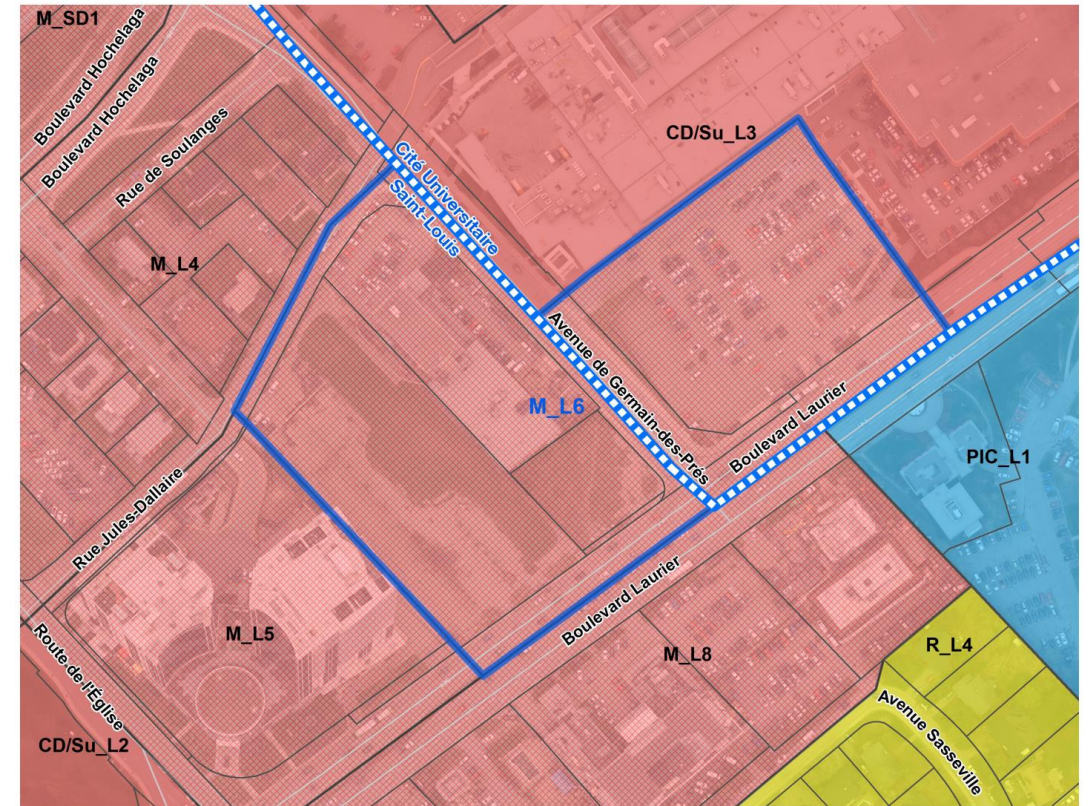 M_SD1
Boulevard Hochelaga
Boulevard Hochelaga
Rue de Soulanges
CD/Su_L3
Cité Universitaire
Saint-Louis
M_L4
Avenue de Germain-des-Prés
M_L6
Boulevard Laurier
PIC_L1
Rue Jules-Dallaire
Boulevard Laurier
M_L5
M_L8
R_L4
Route de l'Église
Avenue Sasseville
CD/Su_L2